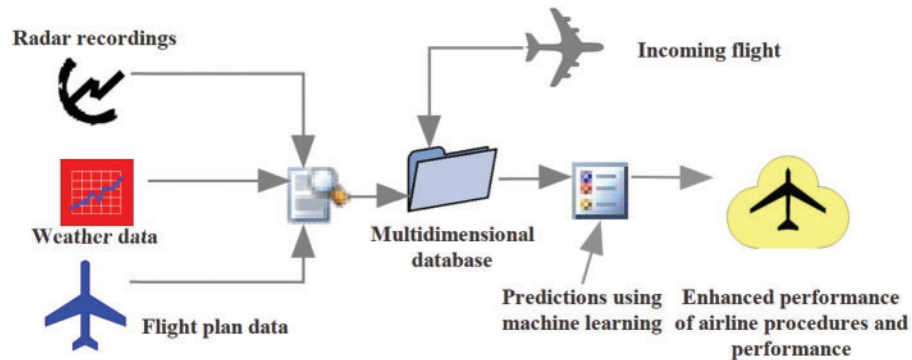 Radar recordings
Incoming flight
Weather data
Multidimensional
database
Flight plan data
Predictions using
machine learning
Enhanced performance
of airline procedures and
performance